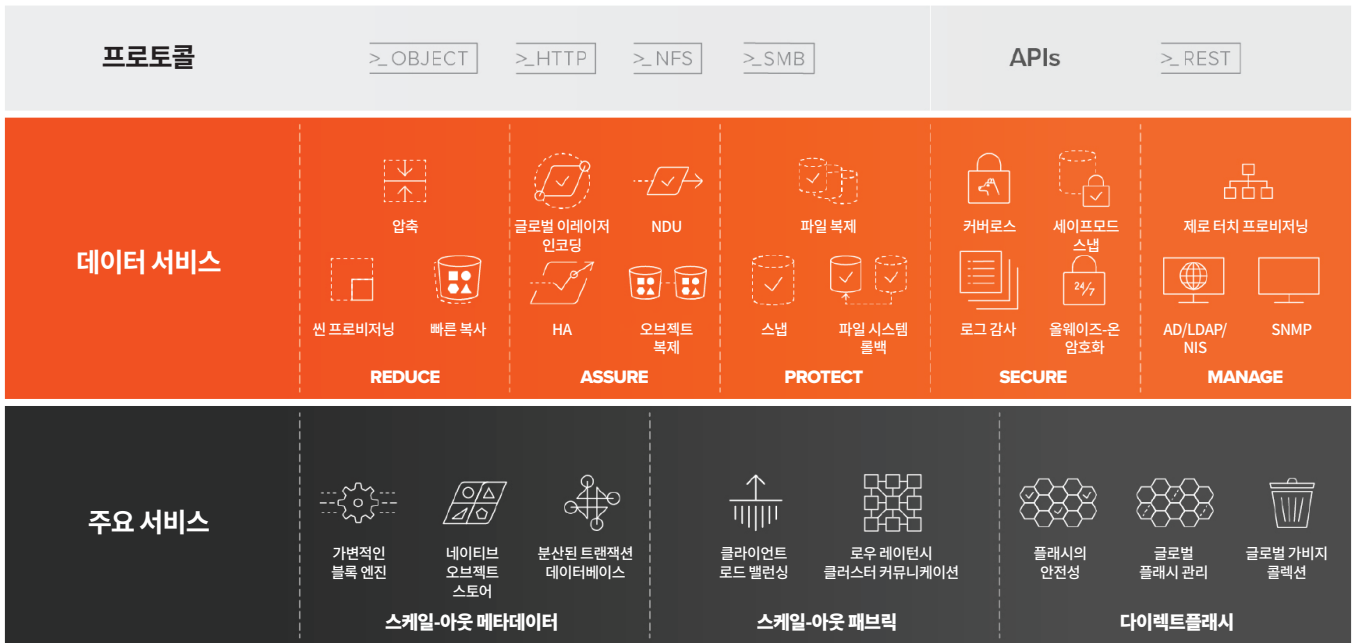 프로토콜
>_OBJECT
>_HTTP
>_NFS
>_SMB
APIs
>_REST
데이터 서비스
압축
씬 프로비저닝
빠른 복사
REDUCE
글로벌 이레이저
인코딩
NDU
HA
오브젝트
복제
ASSURE
파일 복제
스냅
파일 시스템
롤백
PROTECT
커버로스
세이프모드
스냅
로그 감사
24/7
올웨이즈-온
암호화
SECURE
제로 터치 프로비저닝
AD/LDAP/
NIS
SNMP
MANAGE
주요 서비스
가변적인
블록 엔진
네이티브
오브젝트
스토어
분산된 트랜잭션
데이터베이스
스케일-아웃 메타데이터
클라이언트
로드 밸런싱
로우 레이턴시
클러스터 커뮤니케이션
스케일-아웃 패브릭
플래시의
안전성
글로벌
플래시 관리
글로벌 가비지
콜렉션
다이렉트플래시